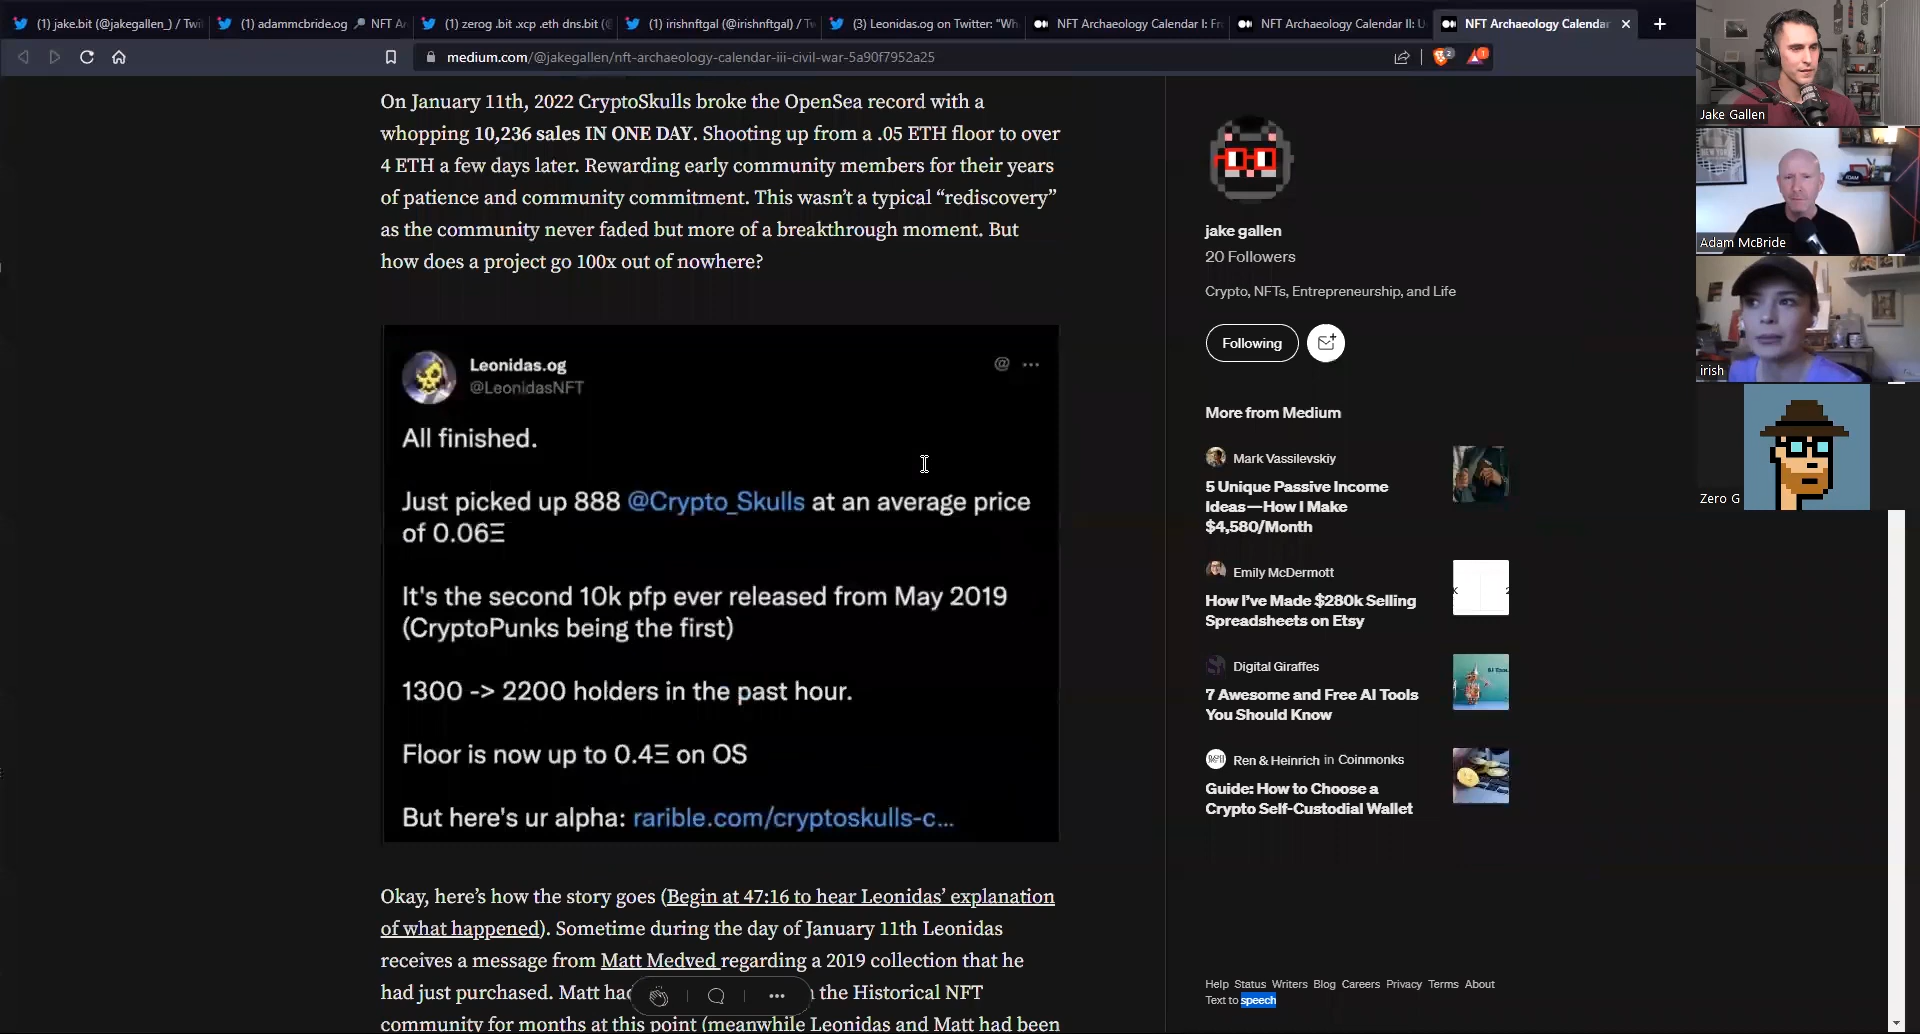 (1) jake.bit (@jakegallen_) / Twi
(1) adammcbride.og 🔎 NFT A
(1) zerog .bit .xcp .eth dns.bit (
(1) irishnftgal (@irishnftgal) / T
(3) Leonidas.og on Twitter: "Wh
NFT Archaeology Calendar I: Fr
NFT Archaeology Calendar II: U
NFT Archaeology Calenda
medium.com/@jakegallen/nft-archaeology-calendar-iii-civil-war-5a90f7952a25
2
1
On January 11th, 2022 CryptoSkulls broke the OpenSea record with a
whopping 10,236 sales IN ONE DAY. Shooting up from a .05 ETH floor to over
4 ETH a few days later. Rewarding early community members for their years
of patience and community commitment. This wasn't a typical “rediscovery”
as the community never faded but more of a breakthrough moment. But
how does a project go 100x out of nowhere?
Leonidas.og
@LeonidasNFT
All finished.
Just picked up 888 @Crypto_Skulls at an average price
of 0.06Ξ
It's the second 10k pfp ever released from May 2019
(CryptoPunks being the first)
1300 -> 2200 holders in the past hour.
Floor is now up to 0.4Ξ on OS
But here's ur alpha: rarible.com/cryptoskulls-c...
Okay, here's how the story goes (Begin at 47:16 to hear Leonidas' explanation
of what happened). Sometime during the day of January 11th Leonidas
receives a message from Matt Medved regarding a 2019 collection that he
had just purchased. Matt had the Historical NFT
community for months at this point (meanwhile Leonidas and Matt had been
jake gallen
20 Followers
Crypto, NFTs, Entrepreneurship, and Life
Following
More from Medium
Mark Vassilevskiy
5 Unique Passive Income
Ideas — How I Make
$4,580/Month
Emily McDermott
How I've Made $280k Selling
Spreadsheets on Etsy
Digital Giraffes
7 Awesome and Free AI Tools
You Should Know
Ren & Heinrich in Coinmonks
Guide: How to Choose a
Crypto Self-Custodial Wallet
Help Status Writers Blog Careers Privacy Terms About
Text to speech
Jake Gallen
Adam McBride
irish
Zero G